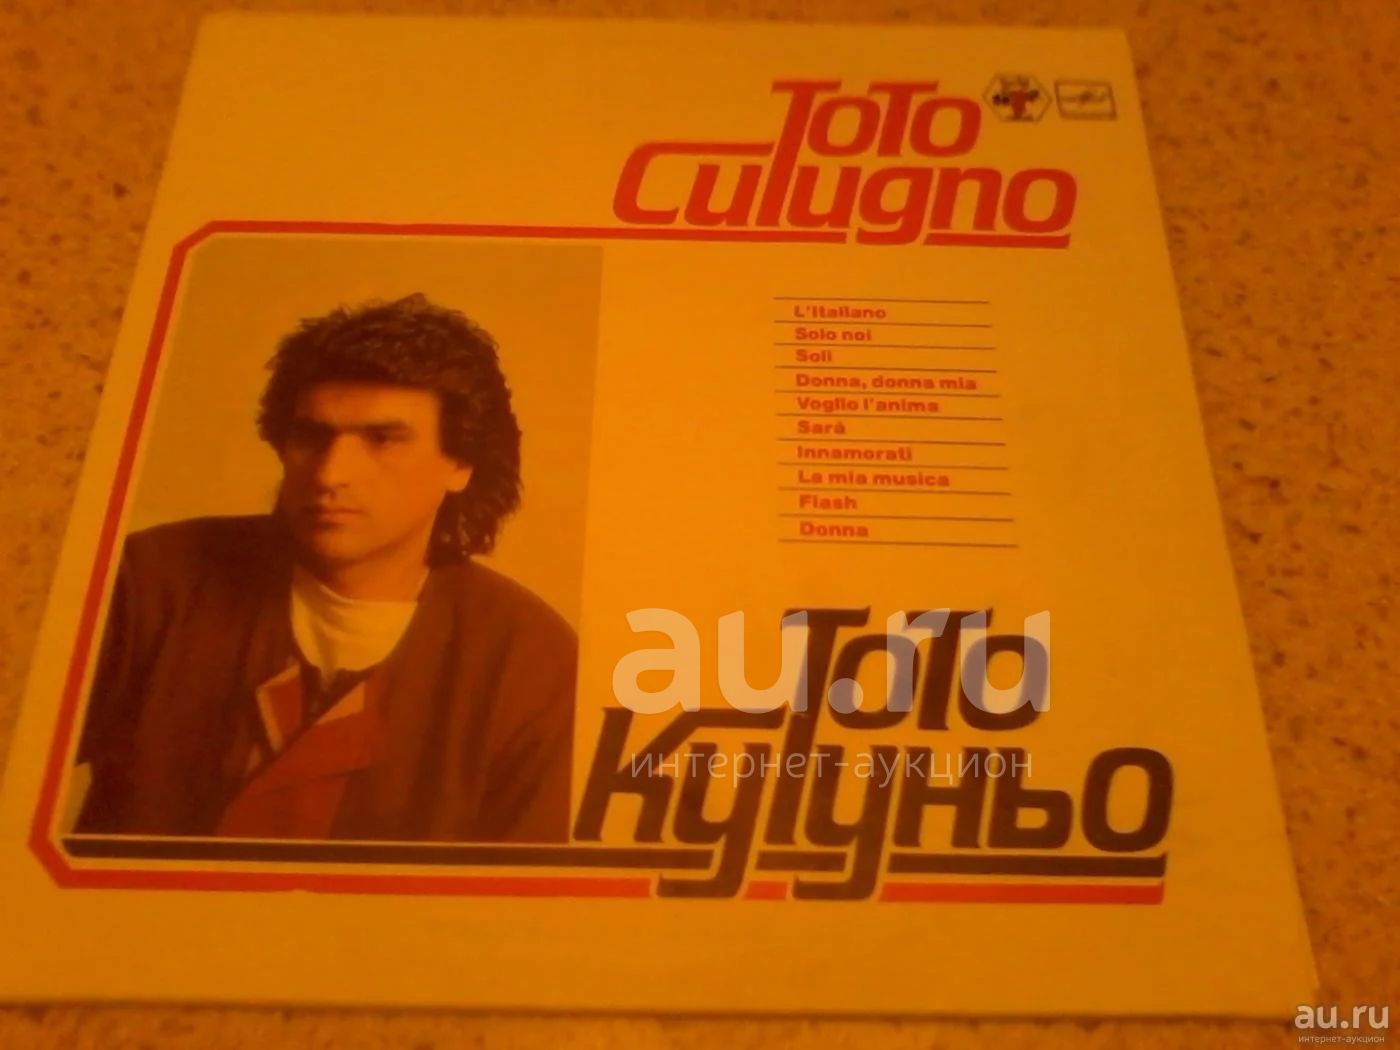 ToTo
Cutugno
L'Italiano
Solo noi
Soli
Donna, donna mia
Voglio l'anima
Sarà
Innamorati
La mia musica
Flash
Donna
au.ru
интернет-аукцион
ТоТо
Кутуньо
au.ru
интернет-аукцион